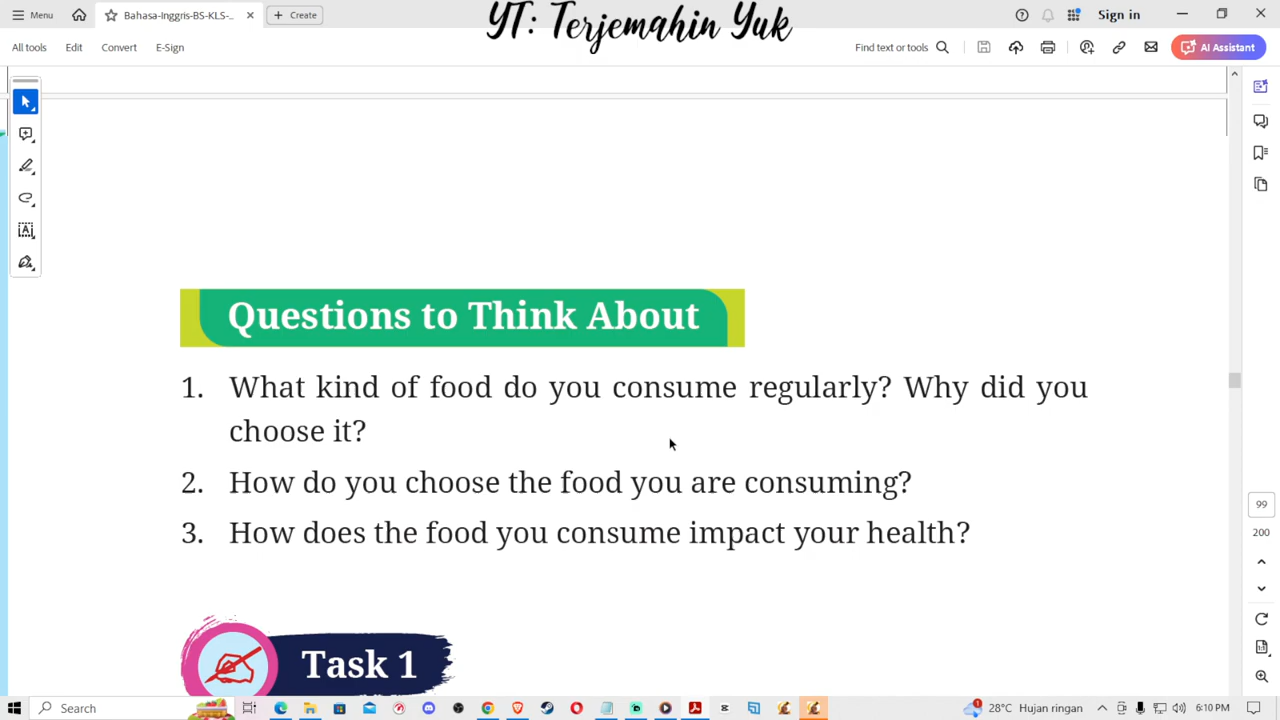 YT: Terjemahin Yuk
Menu
Bahasa-Inggris-BS-KLS-...
Create
Sign in
All tools
Edit
Convert
E-Sign
Find text or tools
AI Assistant
Questions to Think About
1. What kind of food do you consume regularly? Why did you
choose it?
2. How do you choose the food you are consuming?
3. How does the food you consume impact your health?
Task 1
99
200
Search
1
28°C Hujan ringan
6:10 PM